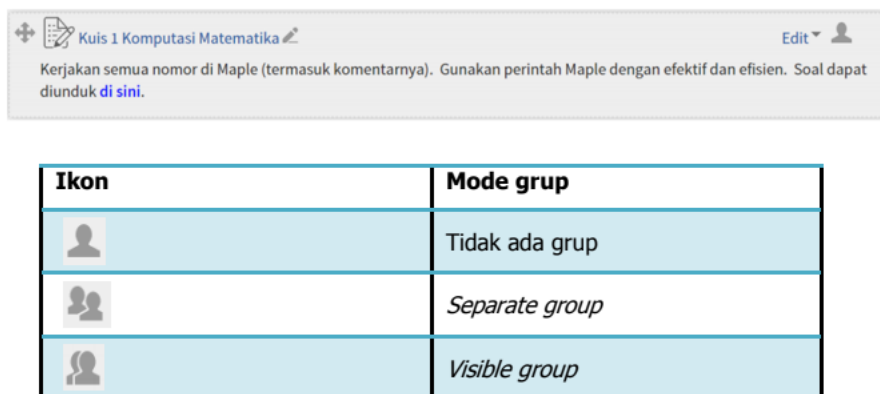 Kuis 1 Komputasi Matematika
Edit
Kerjakan semua nomor di Maple (termasuk komentarnya). Gunakan perintah Maple dengan efektif dan efisien. Soal dapat
diunduh di sini.
Ikon Mode grup
Tidak ada grup
Separate group
Visible group